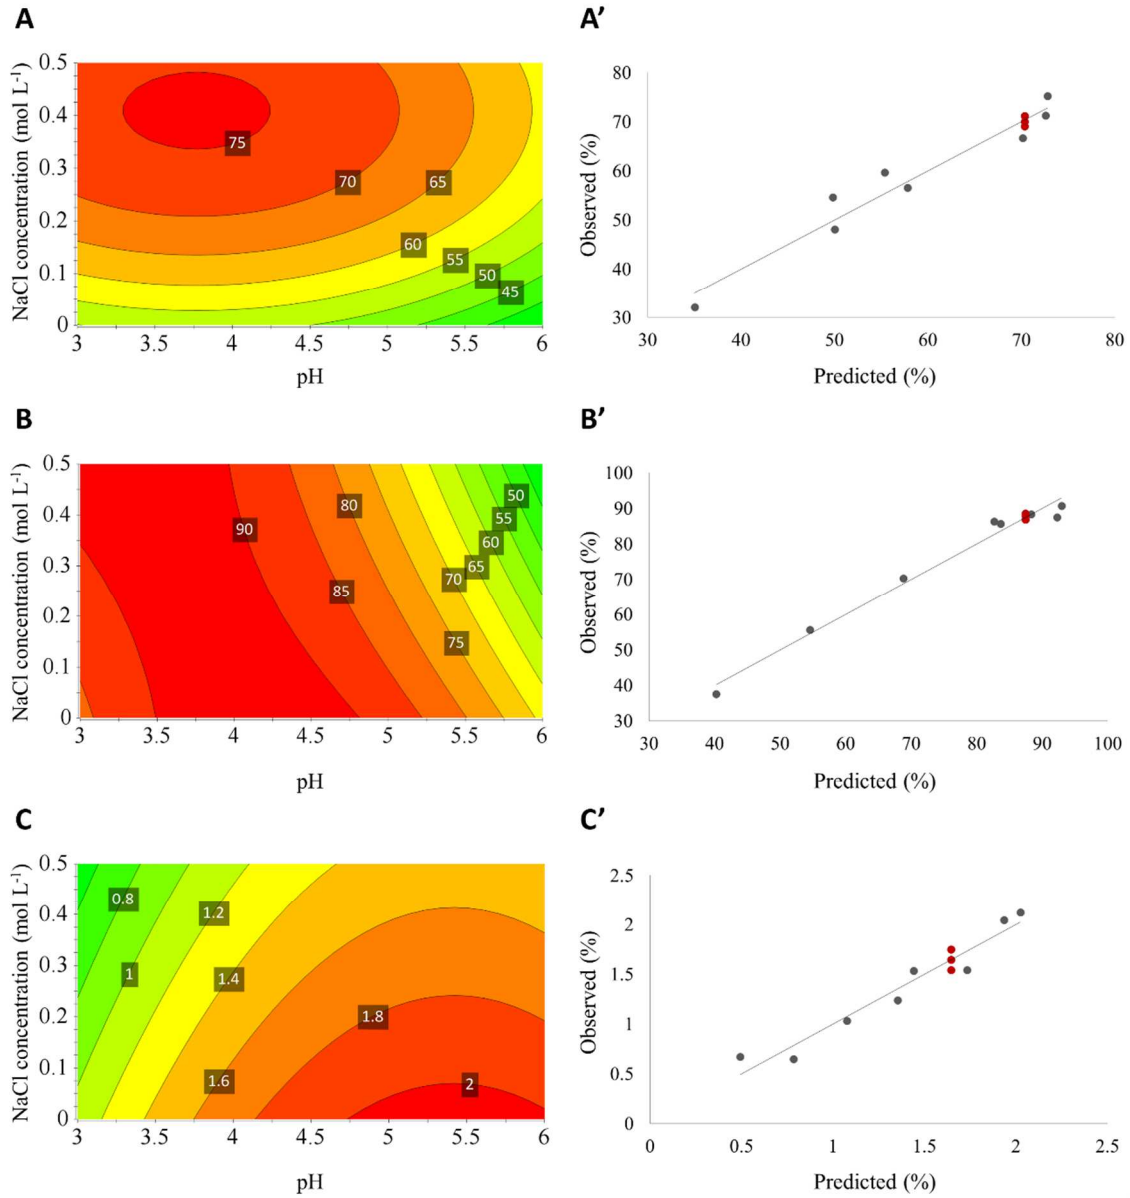 A
NaCl concentration (mol L-1)
0.5
0.4
0.3
0.2
0.1
0
75
70
65
60
55
50
45
3 3.5 4 4.5 5 5.5 6
pH
A’
Observed (%)
80
70
60
50
40
30
30 40 50 60 70 80
Predicted (%)
B
NaCl concentration (mol L-1)
0.5
0.4
0.3
0.2
0.1
0
50
80
55
90
60
65
70
85
75
3 3.5 4 4.5 5 5.5 6
pH
B’
Observed (%)
100
90
80
70
60
50
40
30
30 40 50 60 70 80 90 100
Predicted (%)
C
NaCl concentration (mol L-1)
0.5
0.4
0.3
0.2
0.1
0
0.8
1.2
1
1.4
1.8
1.6
2
3 3.5 4 4.5 5 5.5 6
pH
C’
Observed (%)
2.5
2
1.5
1
0.5
0
0 0.5 1 1.5 2 2.5
Predicted (%)